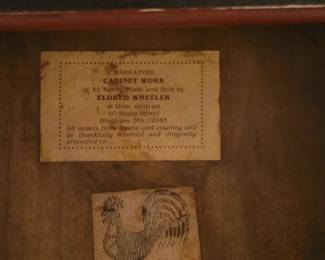 WARRANTED
CABINET WORK
of All Kinds, Made and Sold by
ELDRED WHEELER
at their shop on
60 Sharp Street
Hingham, MA 02043
All orders from towne and country will
be thankfully received and diligently
attended to...